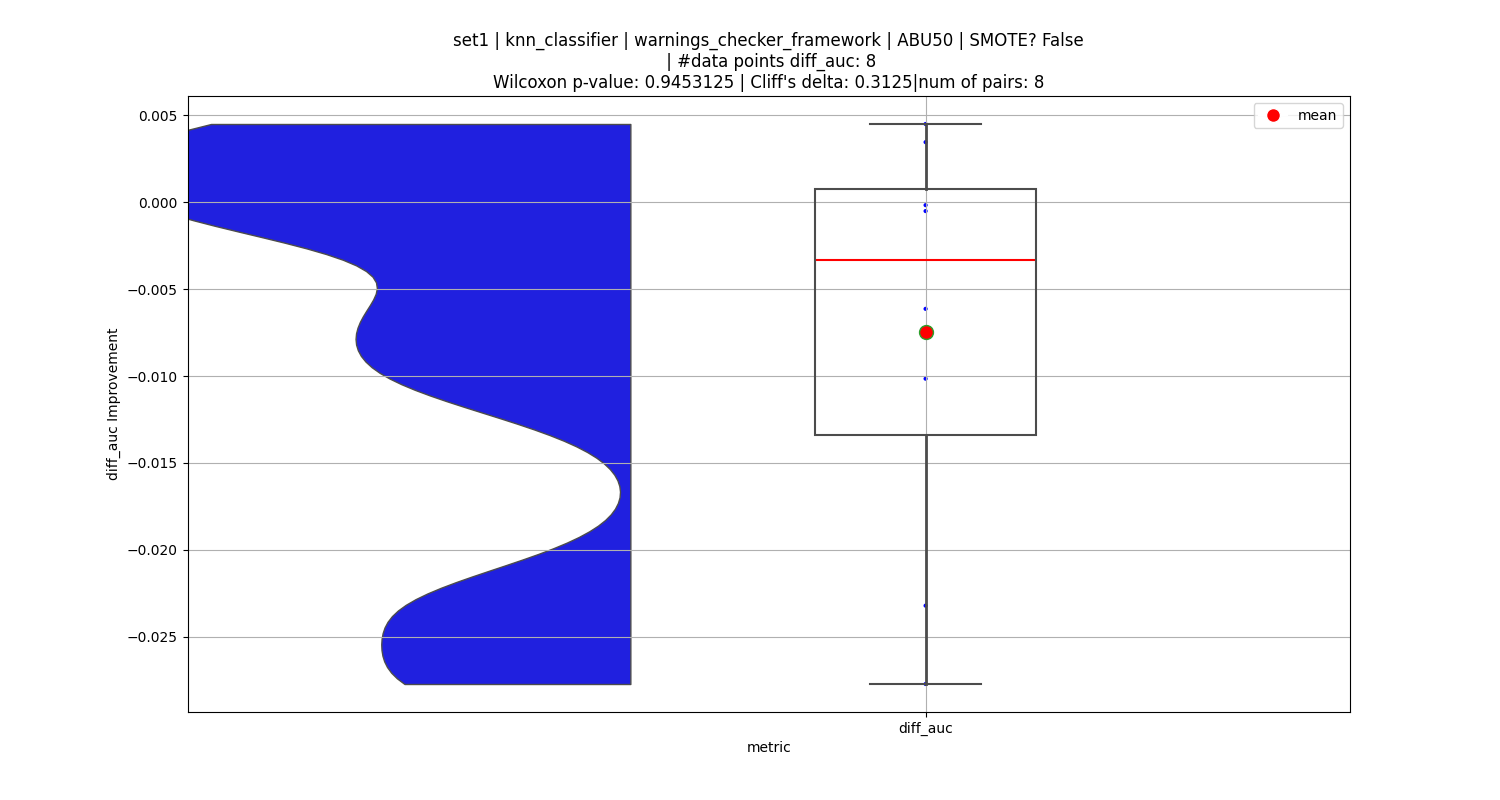 set1 | knn_classifier | warnings_checker_framework | ABU50 | SMOTE? False
| #data points diff_auc: 8
Wilcoxon p-value: 0.9453125 | Cliff's delta: 0.3125|num of pairs: 8
mean
0.005
0.000
−0.005
−0.010
−0.015
−0.020
−0.025
diff_auc Improvement
diff_auc
metric